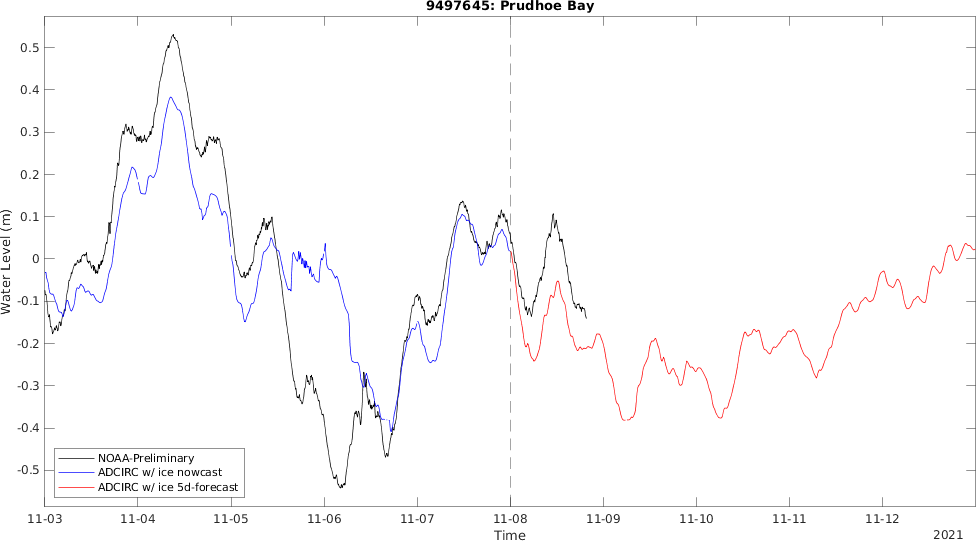 9497645: Prudhoe Bay
Water Level (m)
0.5
0.4
0.3
0.2
0.1
0
-0.1
-0.2
-0.3
-0.4
-0.5
NOAA-Preliminary
ADCIRC w/ ice nowcast
ADCIRC w/ ice 5d-forecast
11-03 11-04 11-05 11-06 11-07 11-08 11-09 11-10 11-11 11-12
Time
2021